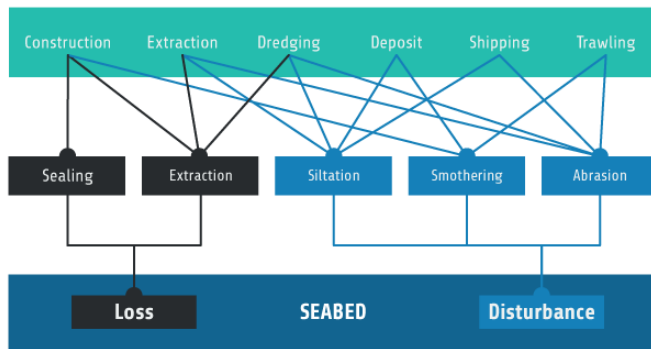 Construction Extraction Dredging Deposit Shipping Trawling
Sealing Extraction Siltation Smothering Abrasion
Loss SEABED Disturbance